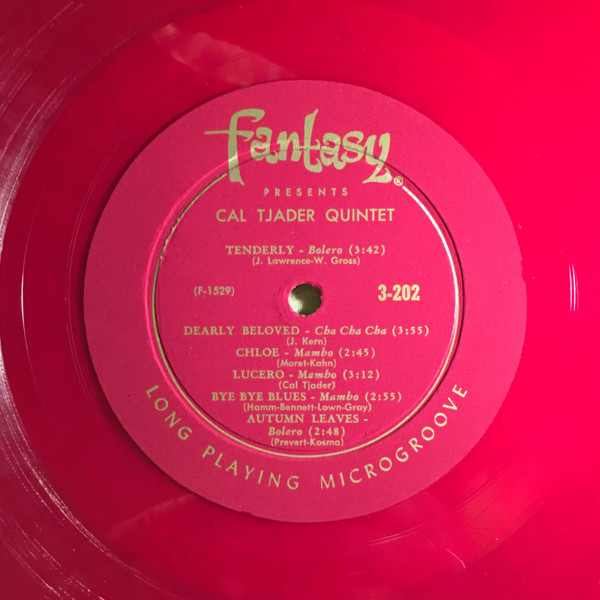 fantasy®
PRESENTS
CAL TJADER QUINTET
TENDERLY - Bolero (3:42)
(J. Lawrence-W. Gross)
(F-1529)
3-202
DEARLY BELOVED - Cha Cha Cha (3:55)
(J. Kern)
CHLOE - Mambo (2:45)
(Moret-Kahn)
LUCERO - Mambo (3:12)
(Cal Tjader)
BYE BYE BLUES - Mambo (2:55)
(Hamm-Bennett-Lown-Gray)
AUTUMN LEAVES -
Bolero (2:48)
(Prevert-Kosma)
LONG PLAYING MICROGROOVE